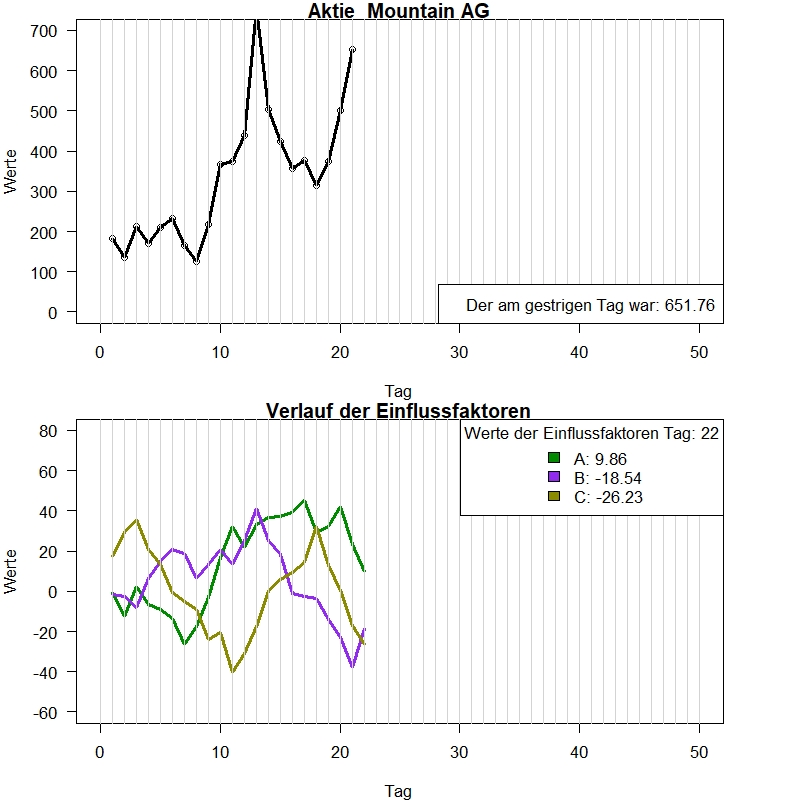 Aktie  Mountain AG
Werte
700
600
500
400
300
200
100
0
Der am gestrigen Tag war: 651.76
0 10 20 30 40 50
Tag
Verlauf der Einflussfaktoren
Werte
80
60
40
20
0
-20
-40
-60
Werte der Einflussfaktoren Tag: 22
A: 9.86
B: -18.54
C: -26.23
0 10 20 30 40 50
Tag